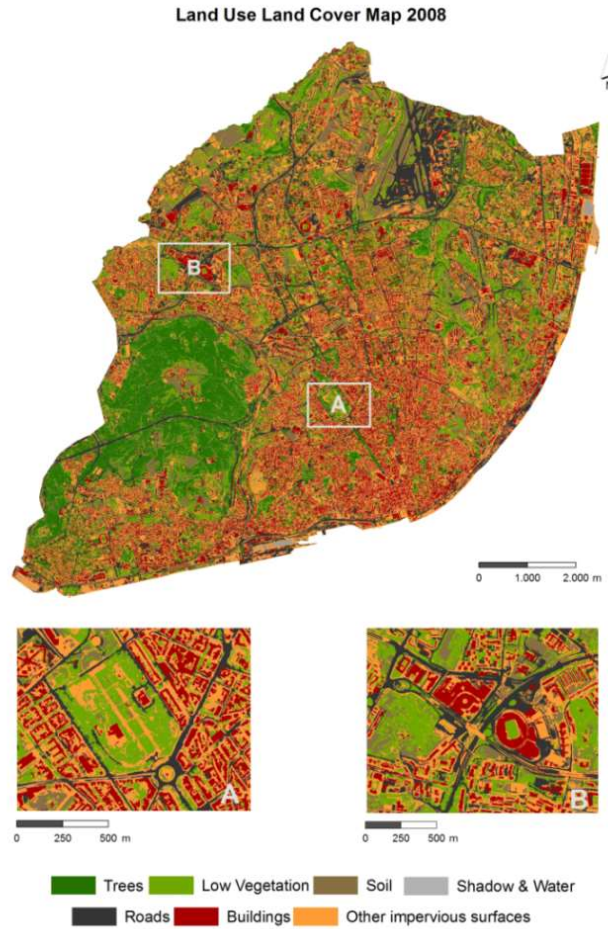 Land Use Land Cover Map 2008
B
A
0 1.000 2.000 m
A
B
0 250 500 m
0 250 500 m
Trees Low Vegetation Soil Shadow & Water
Roads Buildings Other impervious surfaces